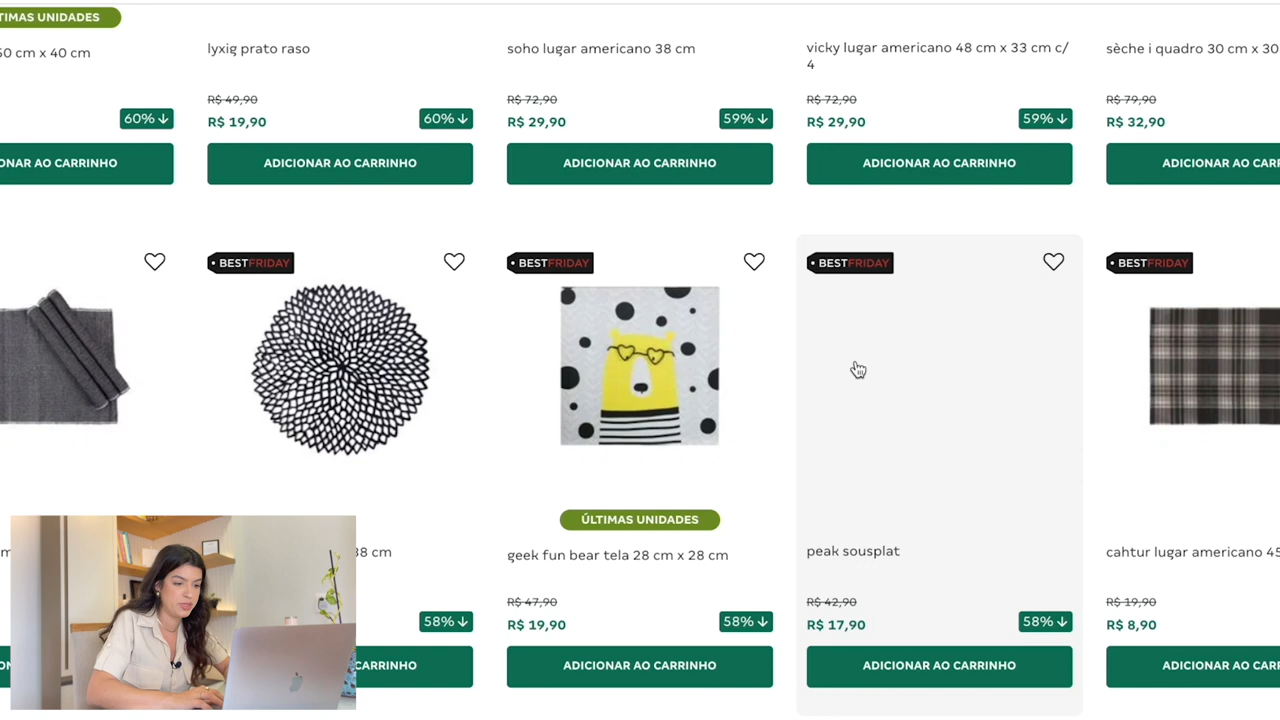 TIMAS UNIDADES
50 cm x 40 cm
lyxig prato raso
soho lugar americano 38 cm
vicky lugar americano 48 cm x 33 cm c/
4
sèche i quadro 30 cm x 30
R$ 49,90
R$ 72,90
R$ 72,90
R$ 79,90
60%
R$ 19,90
60%
R$ 29,90
59%
R$ 29,90
59%
R$ 32,90
ONAR AO CARRINHO
ADICIONAR AO CARRINHO
ADICIONAR AO CARRINHO
ADICIONAR AO CARRINHO
ADICIONAR AO CARR
BESTFRIDAY
BESTFRIDAY
BESTFRIDAY
BESTFRIDAY
ÚLTIMAS UNIDADES
38 cm
geek fun bear tela 28 cm x 28 cm
peak sousplat
cahtur lugar americano 45
R$ 47,90
R$ 42,90
R$ 19,90
58%
R$ 19,90
58%
R$ 17,90
58%
R$ 8,90
CARRINHO
ADICIONAR AO CARRINHO
ADICIONAR AO CARRINHO
ADICIONAR AO CARR